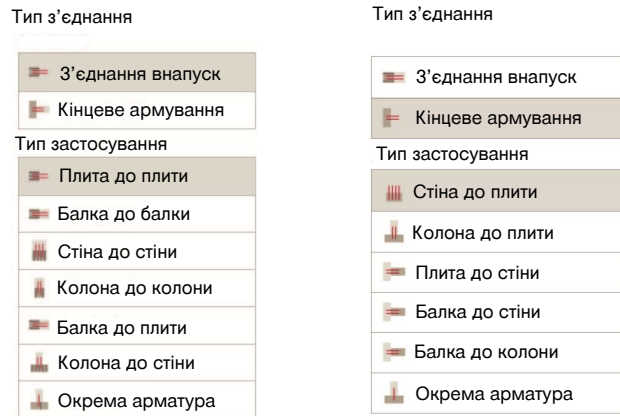 Тип з’єднання
З’єднання внапуск
Кінцеве армування
Тип застосування
Плита до плити
Балка до балки
Стіна до стіни
Колона до колони
Балка до плити
Колона до стіни
Окрема арматура
Тип з’єднання
З’єднання внапуск
Кінцеве армування
Тип застосування
Стіна до плити
Колона до плити
Плита до стіни
Балка до стіни
Балка до колони
Окрема арматура